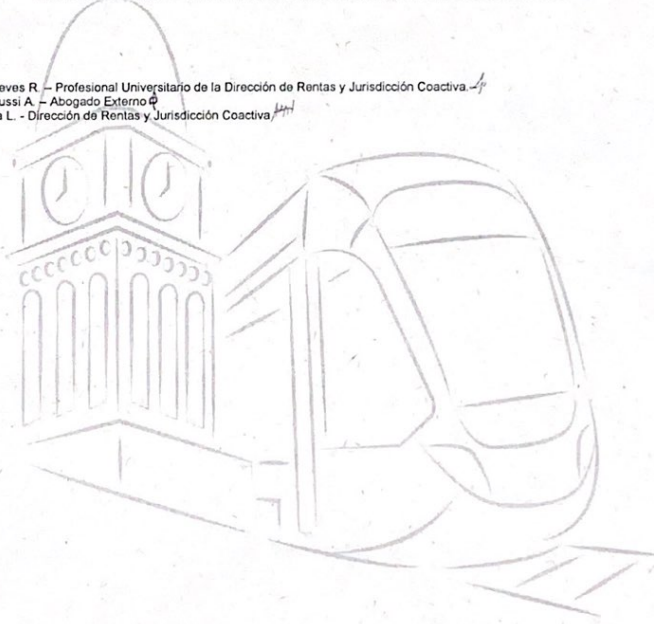 eves R. – Profesional Universitario de la Dirección de Rentas y Jurisdicción Coactiva.
ussi A. – Abogado Externo
L. - Dirección de Rentas y Jurisdicción Coactiva